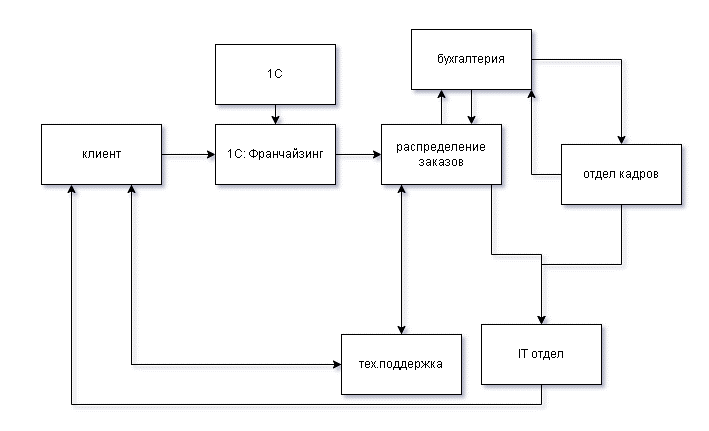 бухгалтерия
1С
клиент
1С: Франчайзинг
распределение
заказов
отдел кадров
тех.поддержка
IT отдел